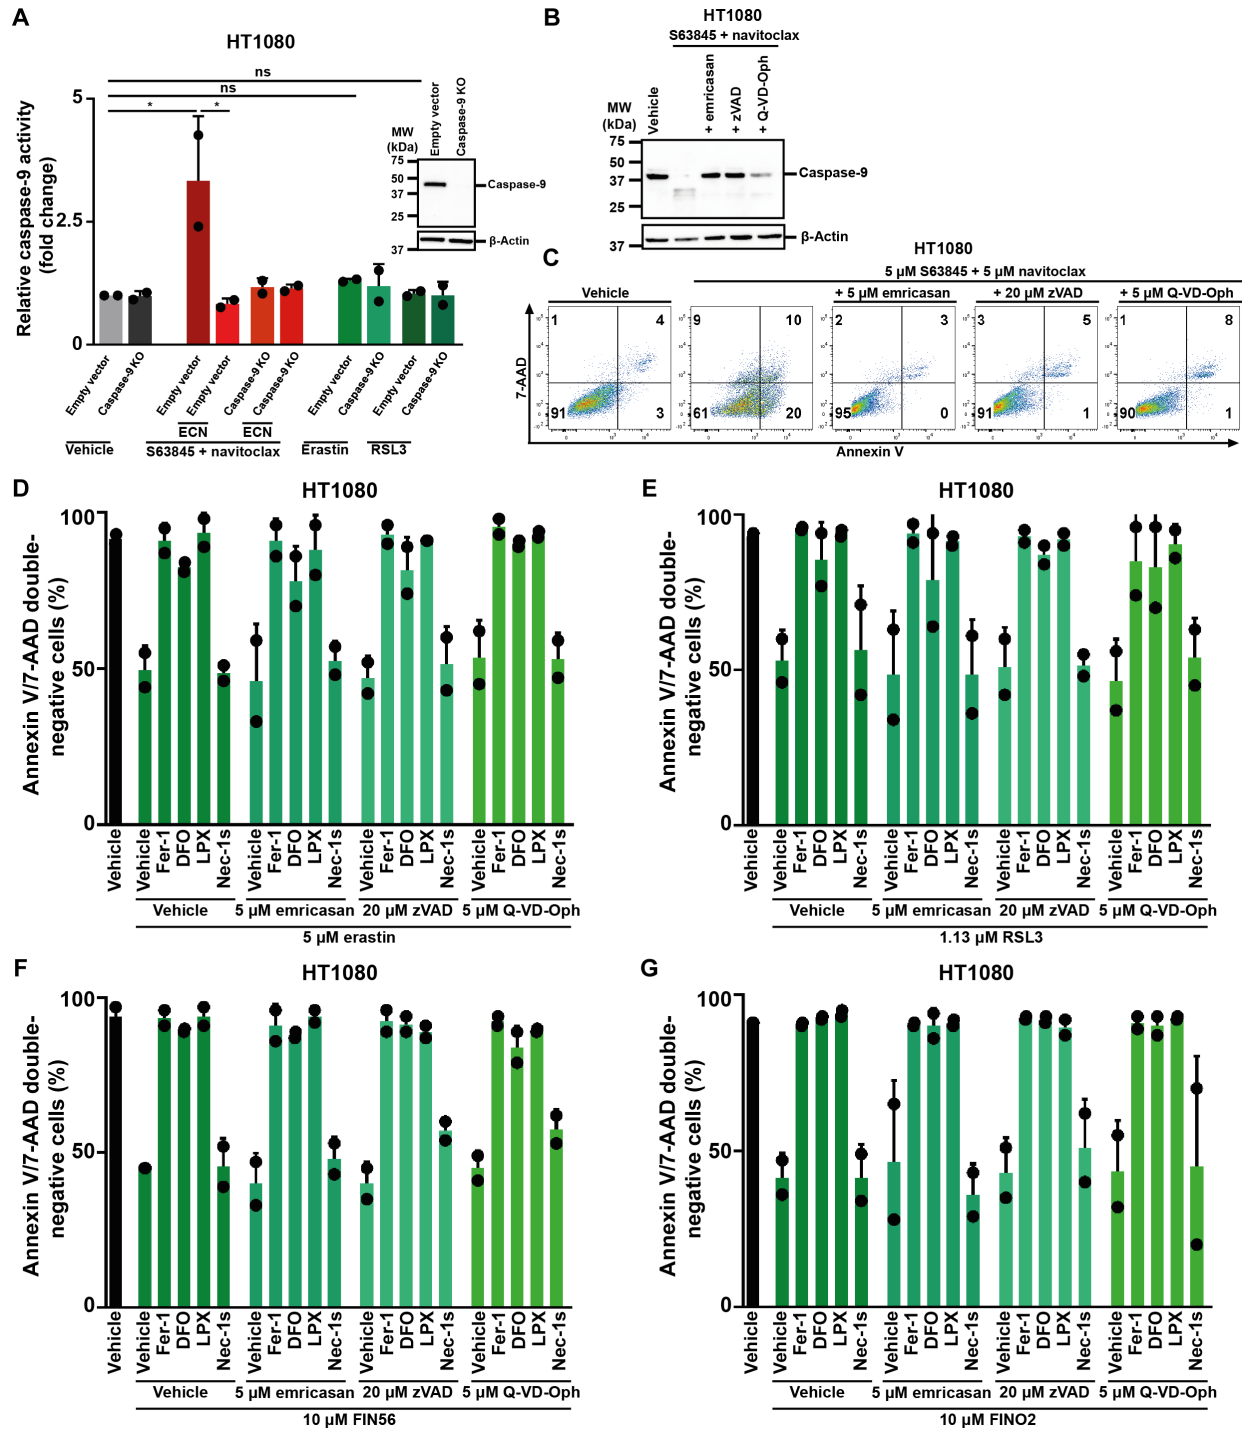 A
HT1080
ns
ns
*
*
5
2.5
0
Relative caspase-9 activity
(fold change)
Empty vector
Caspase-9 KO
Empty vector
Empty vector
Caspase-9 KO
Caspase-9 KO
Empty vector
Caspase-9 KO
Empty vector
Caspase-9 KO
ECN
ECN
Vehicle
S63845 + navitoclax
Erastin
RSL3
MW
(kDa)
Empty vector
Caspase-9 KO
75
50
37
25
37
Caspase-9
β-Actin
B
HT1080
S63845 + navitoclax
MW
(kDa)
Vehicle
+ emricasan
+ zVAD
+ Q-VD-Oph
75
50
37
25
37
Caspase-9
β-Actin
C
HT1080
5 µM S63845 + 5 µM navitoclax
Vehicle
+ 5 µM emricasan
+ 20 µM zVAD
+ 5 µM Q-VD-Oph
1 4
91 3
9 10
61 20
2 3
95 0
3 5
91 1
1 8
90 1
7-AAD
Annexin V
D
HT1080
Annexin V/7-AAD double-
negative cells (%)
100
50
0
Vehicle
Vehicle
Fer-1
DFO
LPX
Nec-1s
Vehicle
Fer-1
DFO
LPX
Nec-1s
Vehicle
Fer-1
DFO
LPX
Nec-1s
Vehicle
Fer-1
DFO
LPX
Nec-1s
Vehicle
5 µM emricasan
20 µM zVAD
5 µM Q-VD-Oph
5 µM erastin
E
HT1080
Annexin V/7-AAD double-
negative cells (%)
100
50
0
Vehicle
Vehicle
Fer-1
DFO
LPX
Nec-1s
Vehicle
Fer-1
DFO
LPX
Nec-1s
Vehicle
Fer-1
DFO
LPX
Nec-1s
Vehicle
Fer-1
DFO
LPX
Nec-1s
Vehicle
5 µM emricasan
20 µM zVAD
5 µM Q-VD-Oph
1.13 µM RSL3
F
HT1080
Annexin V/7-AAD double-
negative cells (%)
100
50
0
Vehicle
Vehicle
Fer-1
DFO
LPX
Nec-1s
Vehicle
Fer-1
DFO
LPX
Nec-1s
Vehicle
Fer-1
DFO
LPX
Nec-1s
Vehicle
Fer-1
DFO
LPX
Nec-1s
Vehicle
5 µM emricasan
20 µM zVAD
5 µM Q-VD-Oph
10 µM FIN56
G
HT1080
Annexin V/7-AAD double-
negative cells (%)
100
50
0
Vehicle
Vehicle
Fer-1
DFO
LPX
Nec-1s
Vehicle
Fer-1
DFO
LPX
Nec-1s
Vehicle
Fer-1
DFO
LPX
Nec-1s
Vehicle
Fer-1
DFO
LPX
Nec-1s
Vehicle
5 µM emricasan
20 µM zVAD
5 µM Q-VD-Oph
10 µM FINO2